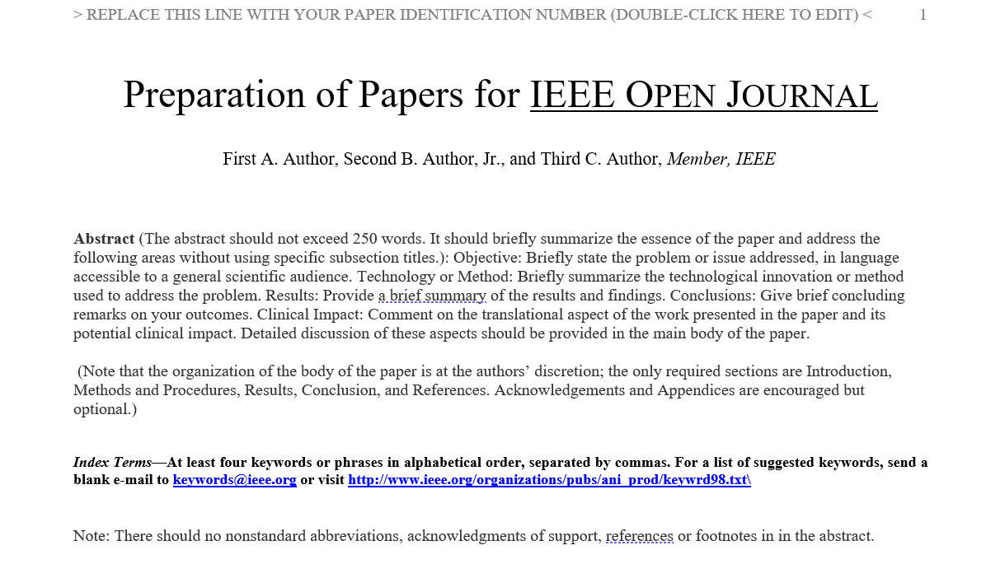 > REPLACE THIS LINE WITH YOUR PAPER IDENTIFICATION NUMBER (DOUBLE-CLICK HERE TO EDIT) < 1
Preparation of Papers for IEEE OPEN JOURNAL
First A. Author, Second B. Author, Jr., and Third C. Author, Member, IEEE
Abstract (The abstract should not exceed 250 words. It should briefly summarize the essence of the paper and address the
following areas without using specific subsection titles.): Objective: Briefly state the problem or issue addressed, in language
accessible to a general scientific audience. Technology or Method: Briefly summarize the technological innovation or method
used to address the problem. Results: Provide a brief summary of the results and findings. Conclusions: Give brief concluding
remarks on your outcomes. Clinical Impact: Comment on the translational aspect of the work presented in the paper and its
potential clinical impact. Detailed discussion of these aspects should be provided in the main body of the paper.
(Note that the organization of the body of the paper is at the authors’ discretion; the only required sections are Introduction,
Methods and Procedures, Results, Conclusion, and References. Acknowledgements and Appendices are encouraged but
optional.)
Index Terms—At least four keywords or phrases in alphabetical order, separated by commas. For a list of suggested keywords, send a
blank e-mail to keywords@ieee.org or visit http://www.ieee.org/organizations/pubs/ani_prod/keywrd98.txt\
Note: There should no nonstandard abbreviations, acknowledgments of support, references or footnotes in in the abstract.